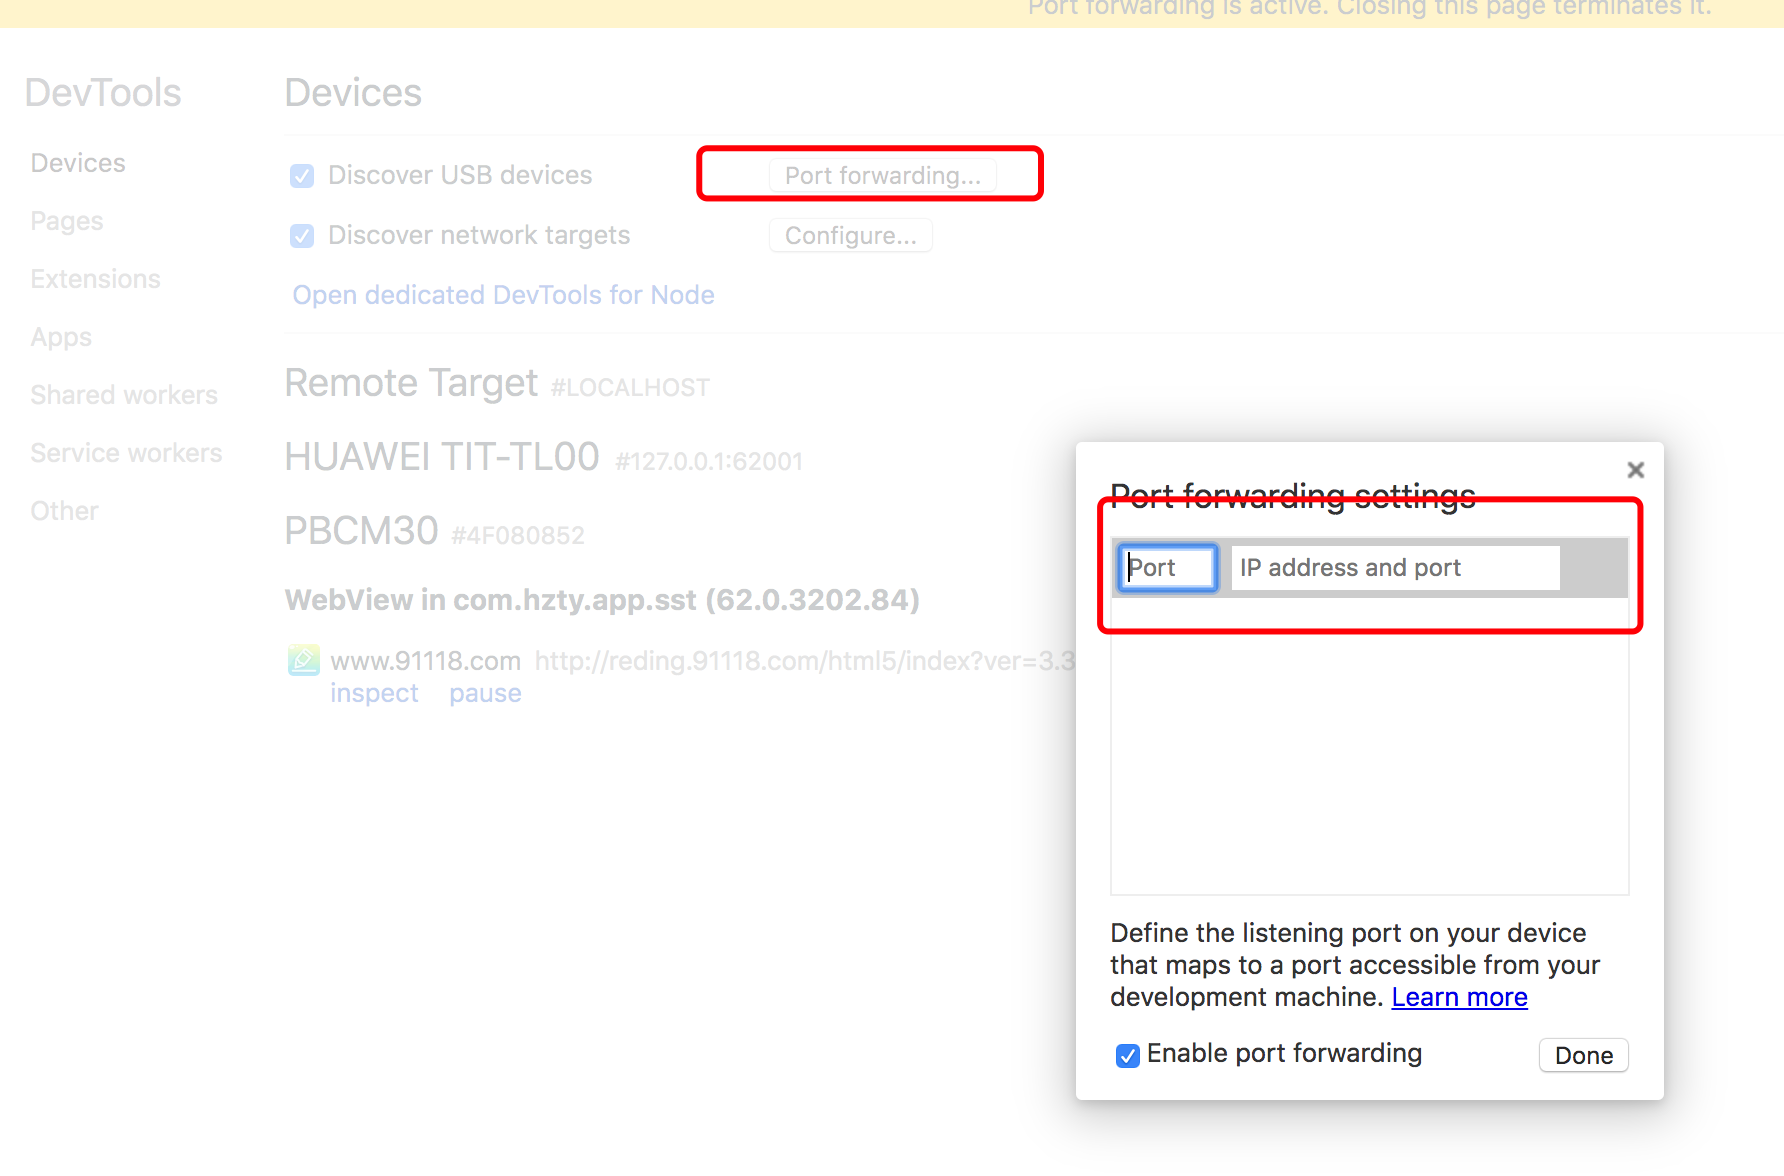 Port forwarding is active. Closing this page terminates it.
DevTools
Devices
Pages
Extensions
Apps
Shared workers
Service workers
Other
Devices
Discover USB devices
Port forwarding...
Discover network targets
Configure...
Open dedicated DevTools for Node
Remote Target #LOCALHOST
HUAWEI TIT-TL00 #127.0.0.1:62001
PBCM30 #4F080852
WebView in com.hzty.app.sst (62.0.3202.84)
www.91118.com http://reding.91118.com/html5/index?ver=3.3
inspect pause
Port forwarding settings
Port IP address and port
Define the listening port on your device
that maps to a port accessible from your
development machine. Learn more
Enable port forwarding
Done